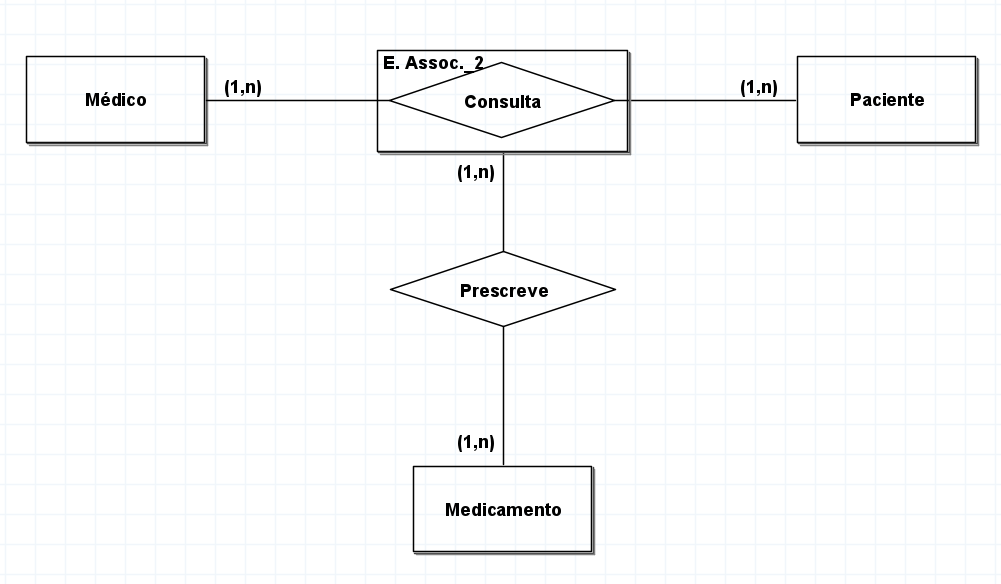 E. Assoc._2
Médico
(1,n)
Consulta
(1,n)
Paciente
(1,n)
Prescreve
(1,n)
Medicamento